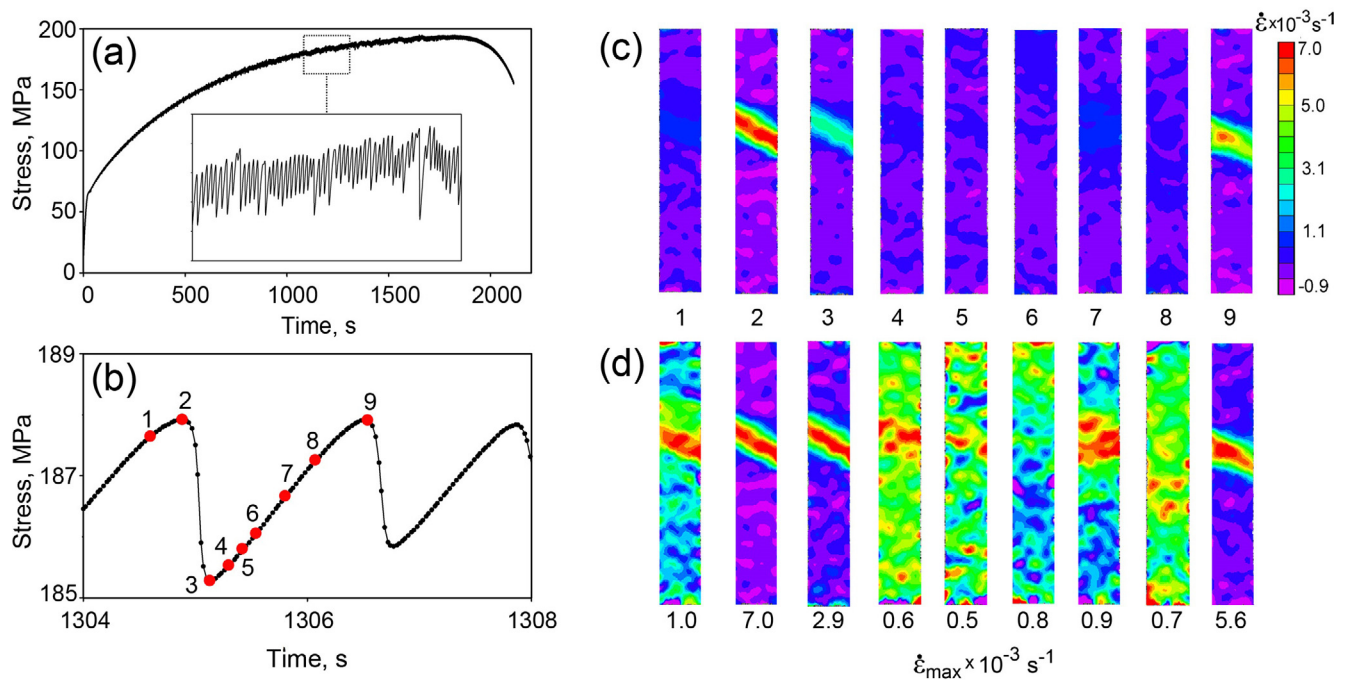 (a)
200
150
100
50
0
Stress, MPa
0 500 1000 1500 2000
Time, s
(b)
189
187
185
Stress, MPa
1 2 3 4 5 6 7 8 9
1304 1306 1308
Time, s
(c)
1 2 3 4 5 6 7 8 9
ε̇×10⁻³s⁻¹
7.0
5.0
3.1
1.1
-0.9
(d)
1.0 7.0 2.9 0.6 0.5 0.8 0.9 0.7 5.6
ε̇max × 10⁻³ s⁻¹